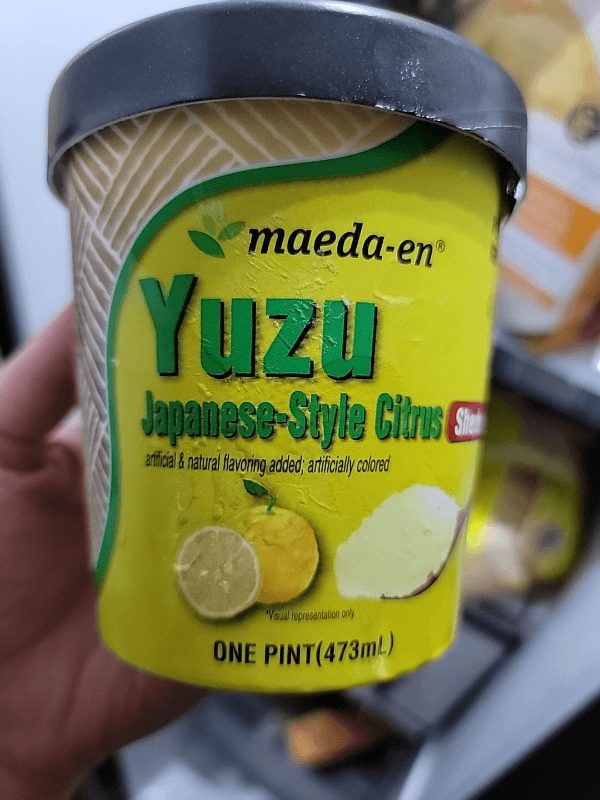 maeda-en®
Yuzu
Japanese-Style Citrus
artificial & natural flavoring added; artificially colored
*Visual representation only.
ONE PINT(473mL)